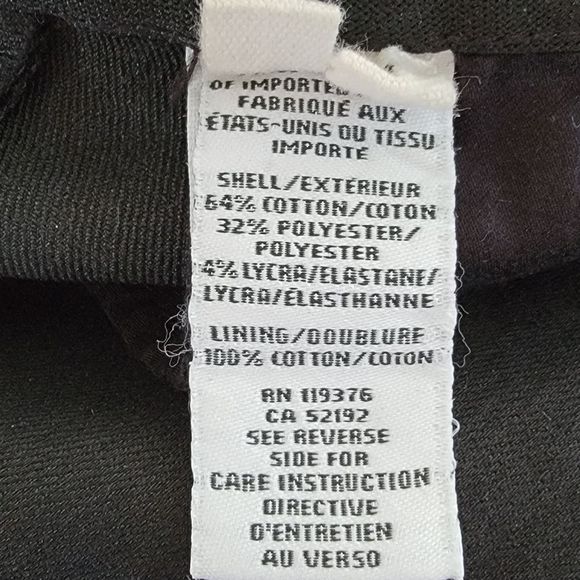 OF IMPORTED
FABRIQUÉ AUX
ÉTATS-UNIS OU TISSU
IMPORTÉ
SHELL/EXTÉRIEUR
64% COTTON/COTON
32% POLYESTER/
POLYESTER
4% LYCRA/ELASTANE/
LYCRA/ÉLASTHANNE
LINING/DOUBLURE
100% COTTON/COTON
RN 119376
CA 52192
SEE REVERSE
SIDE FOR
CARE INSTRUCTION
DIRECTIVE
D'ENTRETIEN
AU VERSO